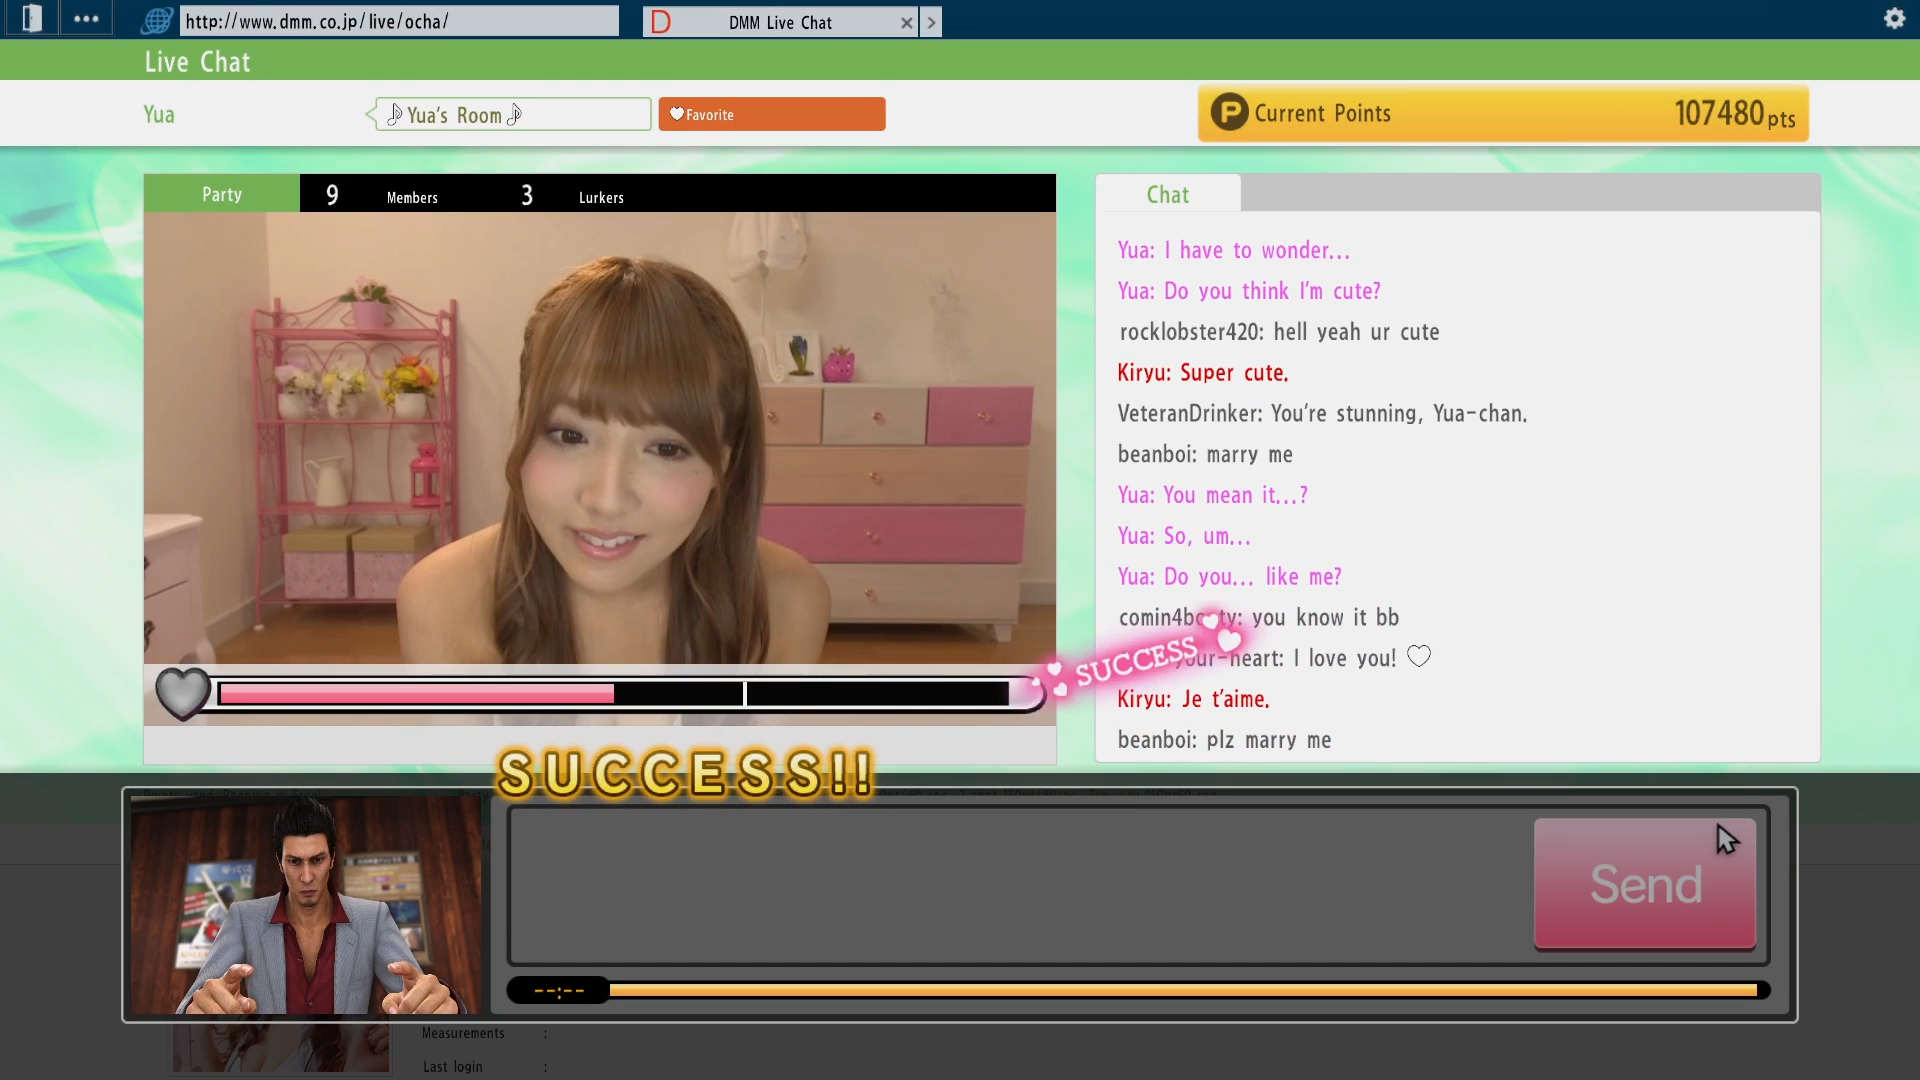 http://www.dmm.co.jp/live/ocha/
DMM Live Chat
Live Chat
Yua
Yua's Room
Favorite
P Current Points 107480 pts
Party 9 Members 3 Lurkers
Chat
Yua: I have to wonder...
Yua: Do you think I'm cute?
rocklobster420: hell yeah ur cute
Kiryu: Super cute.
VeteranDrinker: You're stunning, Yua-chan.
beanboi: marry me
Yua: You mean it...?
Yua: So, um...
Yua: Do you... like me?
you know it bb
I love you! ♡
SUCCESS
Kiryu: Je t'aime.
beanboi: plz marry me
SUCCESS!!
Send
--:--
Measurements :
Last login :